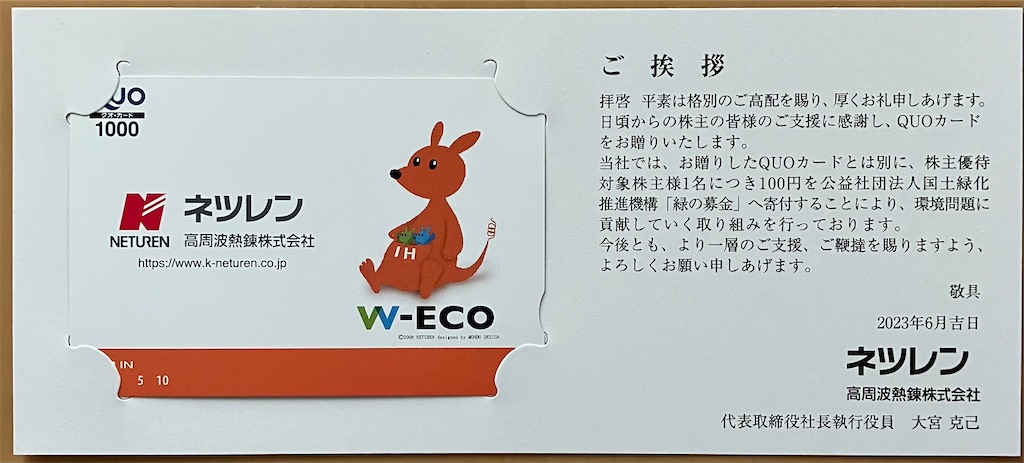 QUO
クオ・カード
1000
NETUREN
ネツレン
高周波熱錬株式会社
https://www.k-neturen.co.jp
IH
W-ECO
©2008 NETUREN designed by MONDO DESIGN
IN
5 10
ご挨拶
拝啓 平素は格別のご高配を賜り、厚くお礼申しあげます。
日頃からの株主の皆様のご支援に感謝し、QUOカード
をお贈りいたします。
当社では、お贈りしたQUOカードとは別に、株主優待
対象株主様1名につき100円を公益社団法人国土緑化
推進機構「緑の募金」へ寄付することにより、環境問題に
貢献していく取り組みを行っております。
今後とも、より一層のご支援、ご鞭撻を賜りますよう、
よろしくお願い申しあげます。
敬具
2023年6月吉日
ネツレン
高周波熱錬株式会社
代表取締役社長執行役員 大宮 克己